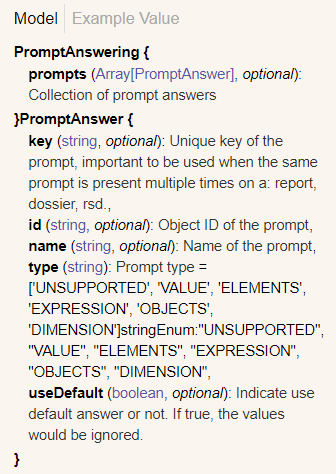 Model Example Value
PromptAnswering {
prompts (Array[PromptAnswer], optional):
Collection of prompt answers
}PromptAnswer {
key (string, optional): Unique key of the
prompt, important to be used when the same
prompt is present multiple times on a: report,
dossier, rsd.,
id (string, optional): Object ID of the prompt,
name (string, optional): Name of the prompt,
type (string): Prompt type =
['UNSUPPORTED', 'VALUE', 'ELEMENTS',
'EXPRESSION', 'OBJECTS',
'DIMENSION']stringEnum:"UNSUPPORTED",
"VALUE", "ELEMENTS", "EXPRESSION",
"OBJECTS", "DIMENSION",
useDefault (boolean, optional): Indicate use
default answer or not. If true, the values
would be ignored.
}